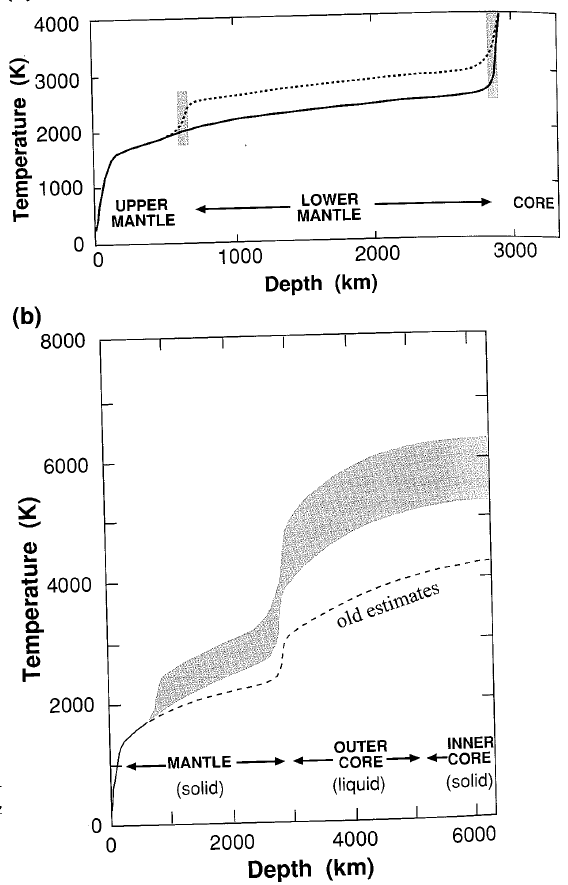 4000
3000
2000
1000
0
Temperature (K)
UPPER
MANTLE
LOWER
MANTLE
CORE
0
1000
2000
3000
Depth (km)
(b)
8000
6000
4000
2000
0
Temperature (K)
old estimates
MANTLE
(solid)
OUTER
CORE
(liquid)
INNER
CORE
(solid)
0
2000
4000
6000
Depth (km)